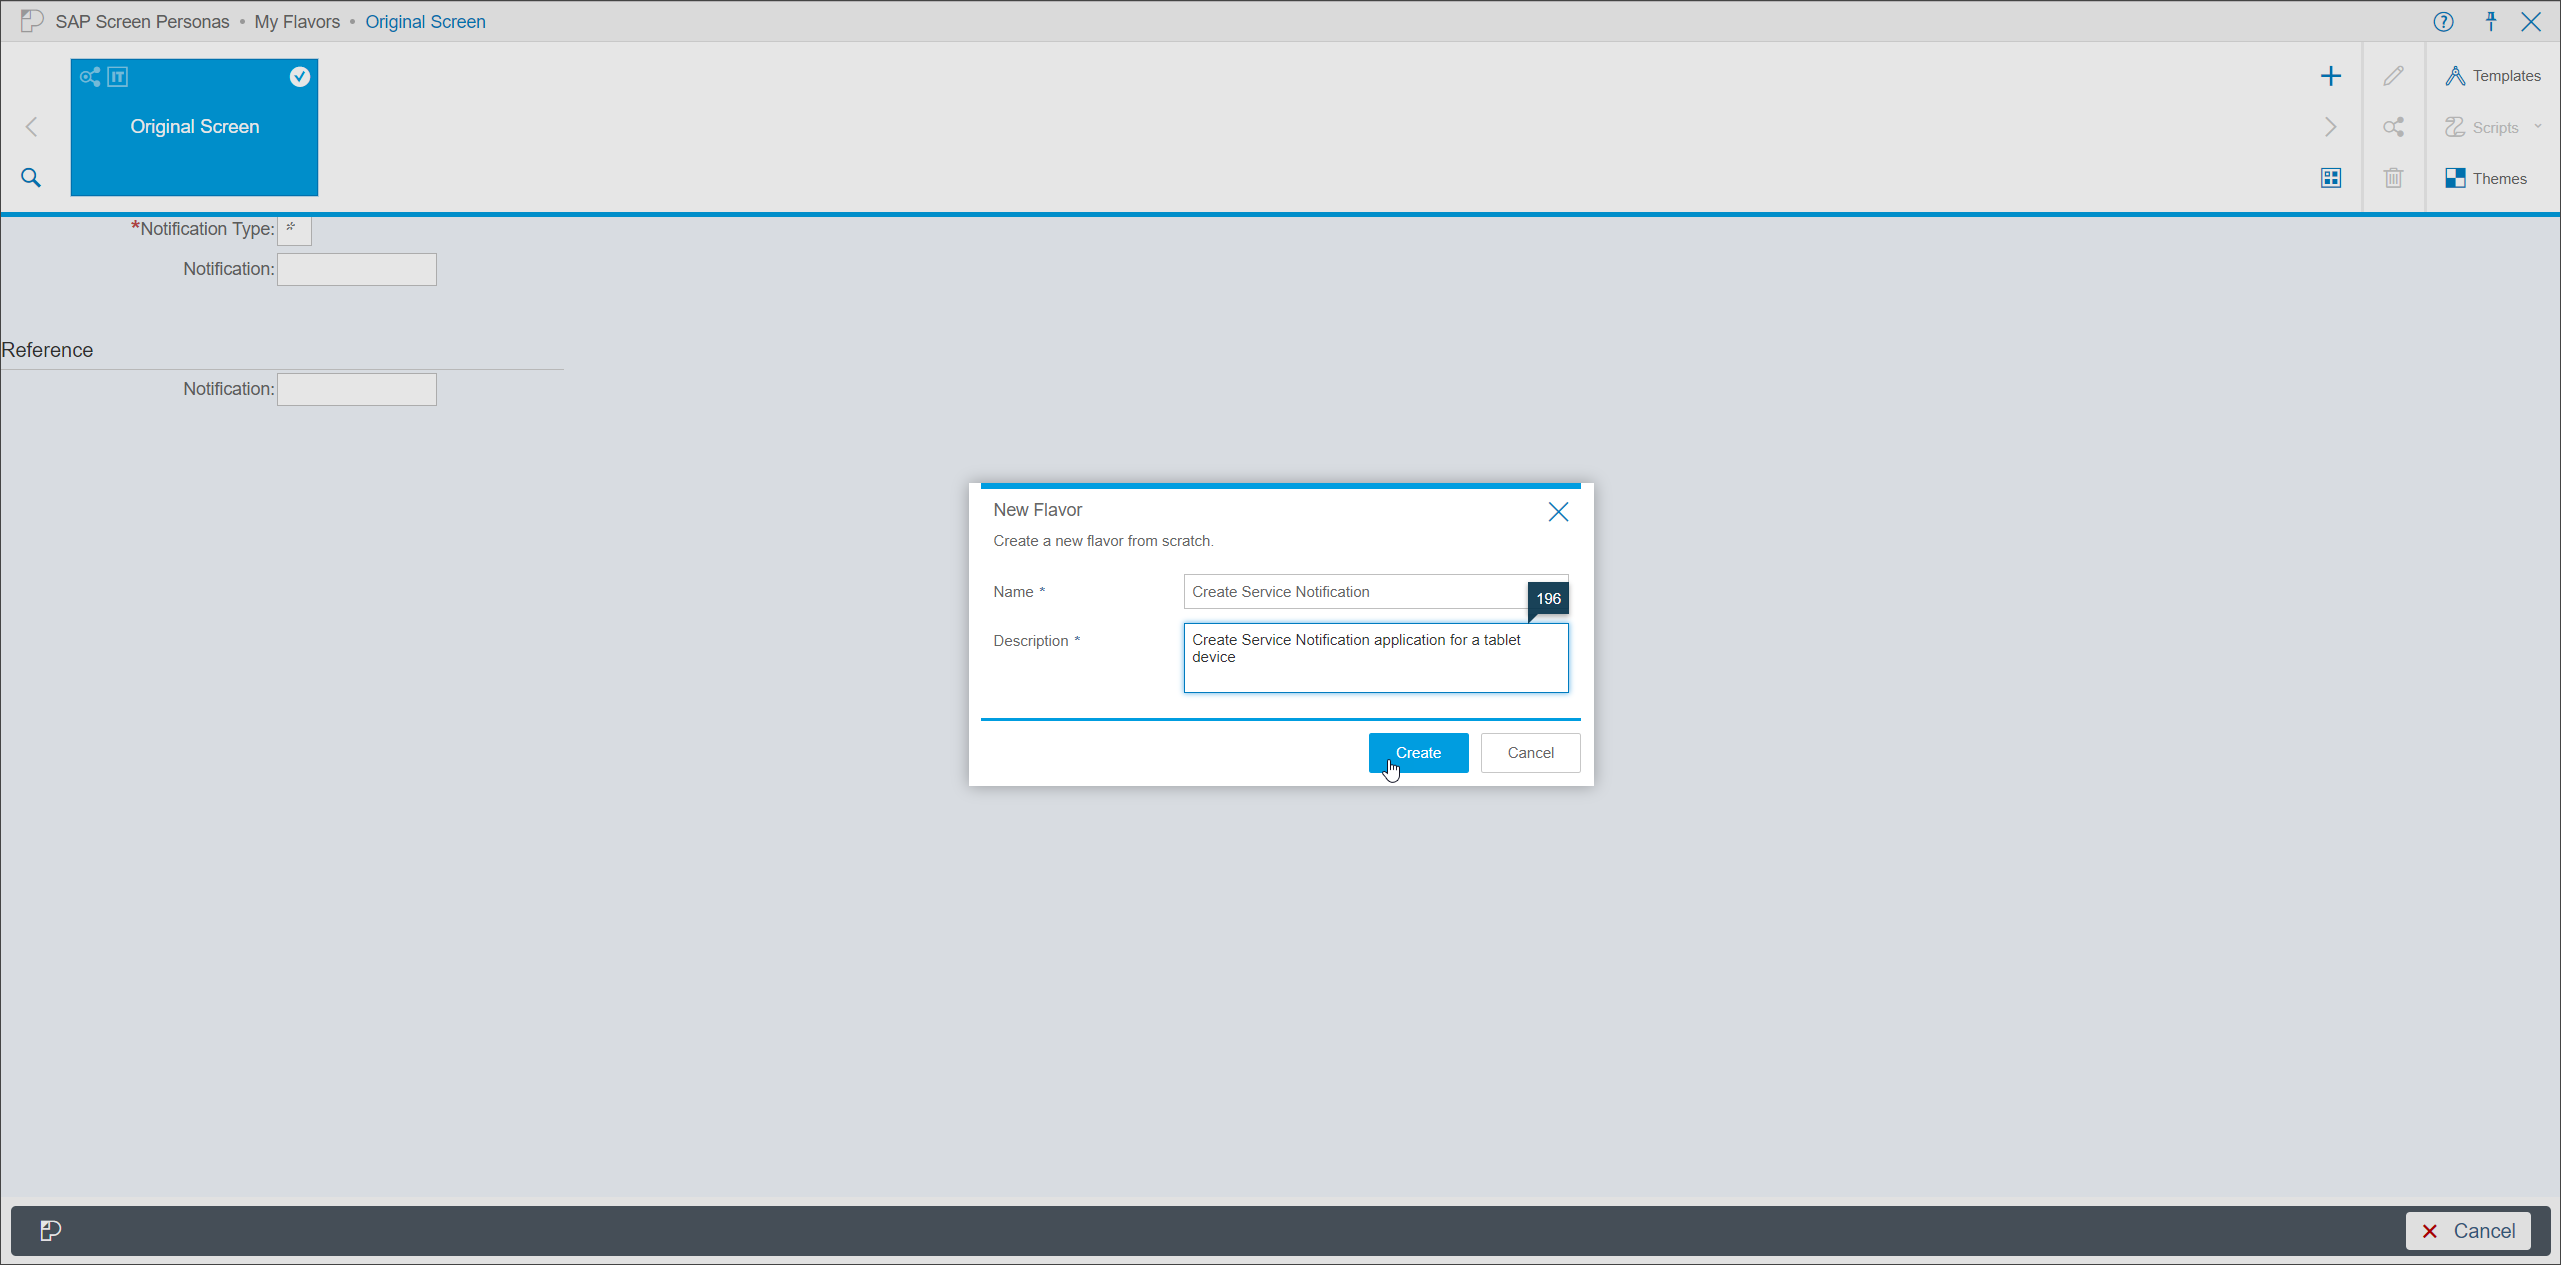 SAP Screen Personas • My Flavors • Original Screen
IT
Original Screen
Templates
Scripts
Themes
*Notification Type: *
Notification:
Reference
Notification:
New Flavor
Create a new flavor from scratch.
Name *
Create Service Notification
196
Description *
Create Service Notification application for a tablet
device
Create
Cancel
Cancel